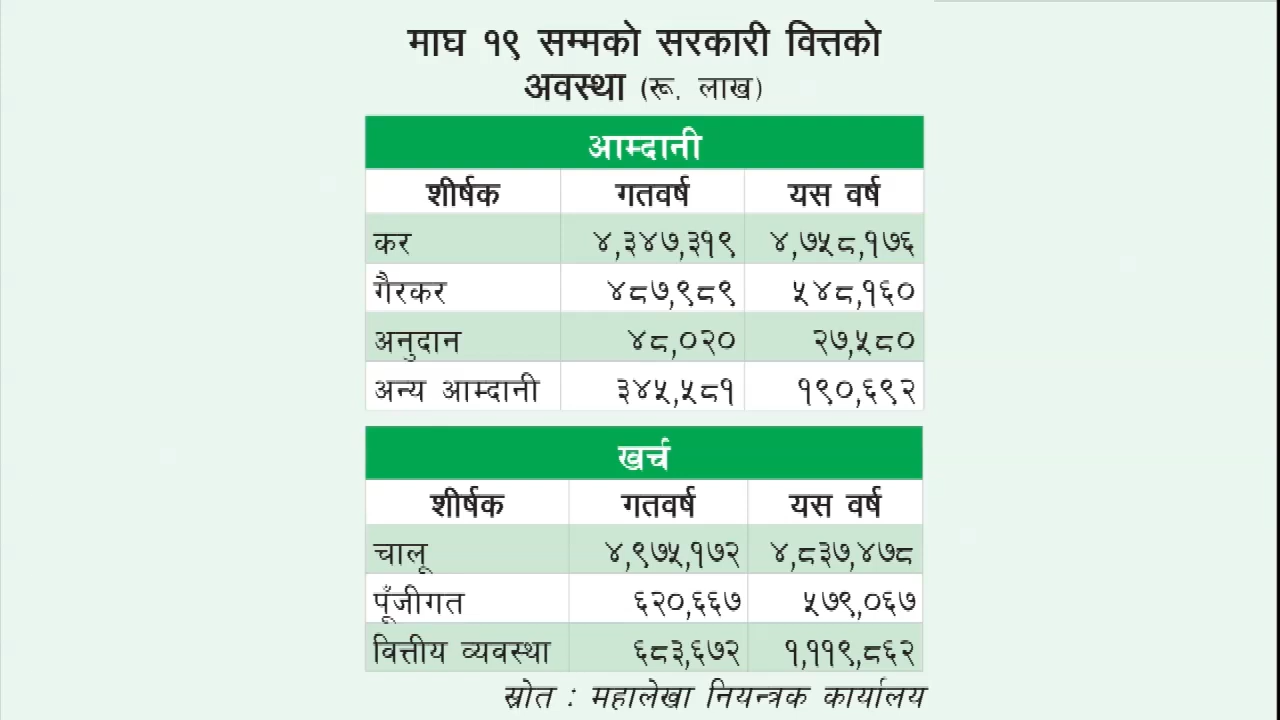 माघ १९ सम्मको सरकारी वित्तको
अवस्था (रू. लाख)
आम्दानी
शीर्षक गतवर्ष यस वर्ष
कर ४,३४७,३१९ ४,७५८,१७६
गैरकर ४८७,९८९ ५४८,१६०
अनुदान ४८,०२० २७,५८०
अन्य आम्दानी ३४५,५८१ १९०,६९२
खर्च
शीर्षक गतवर्ष यस वर्ष
चालू ४,९७५,१७२ ४,८३७,४७८
पूँजीगत ६२०,६६७ ५७९,०६७
वित्तीय व्यवस्था ६८३,६७२ १,११९,८६२
स्रोत : महालेखा नियन्त्रक कार्यालय